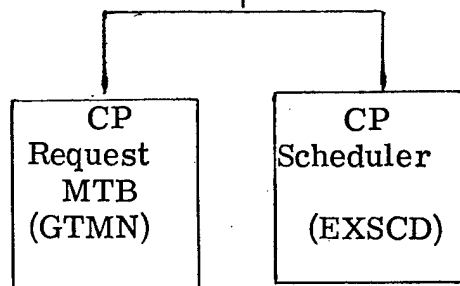 CP
Request
MTB
(GTMN)
CP
Scheduler
(EXSCD)